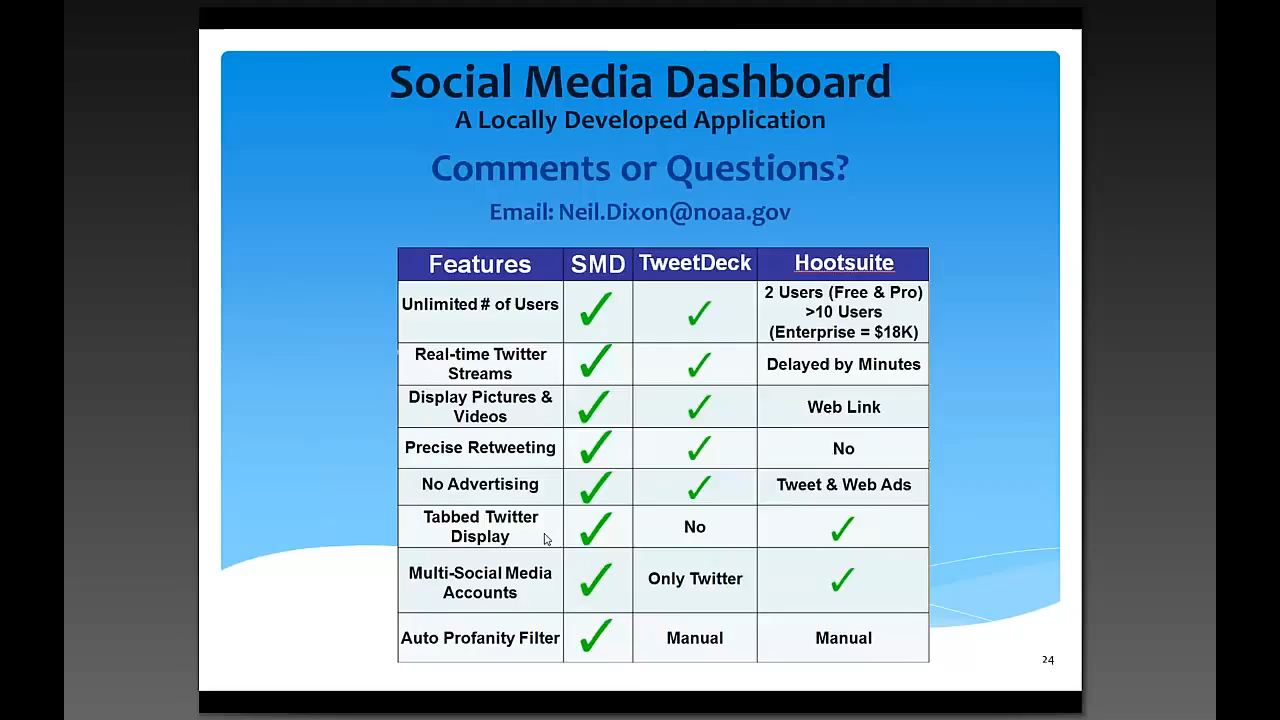 Social Media Dashboard
A Locally Developed Application
Comments or Questions?
Email: Neil.Dixon@noaa.gov
Features SMD TweetDeck Hootsuite
Unlimited # of Users ✓ ✓ 2 Users (Free & Pro)
>10 Users
(Enterprise = $18K)
Real-time Twitter
Streams ✓ ✓ Delayed by Minutes
Display Pictures &
Videos ✓ ✓ Web Link
Precise Retweeting ✓ ✓ No
No Advertising ✓ ✓ Tweet & Web Ads
Tabbed Twitter
Display ✓ No ✓
Multi-Social Media
Accounts ✓ Only Twitter ✓
Auto Profanity Filter ✓ Manual Manual
24